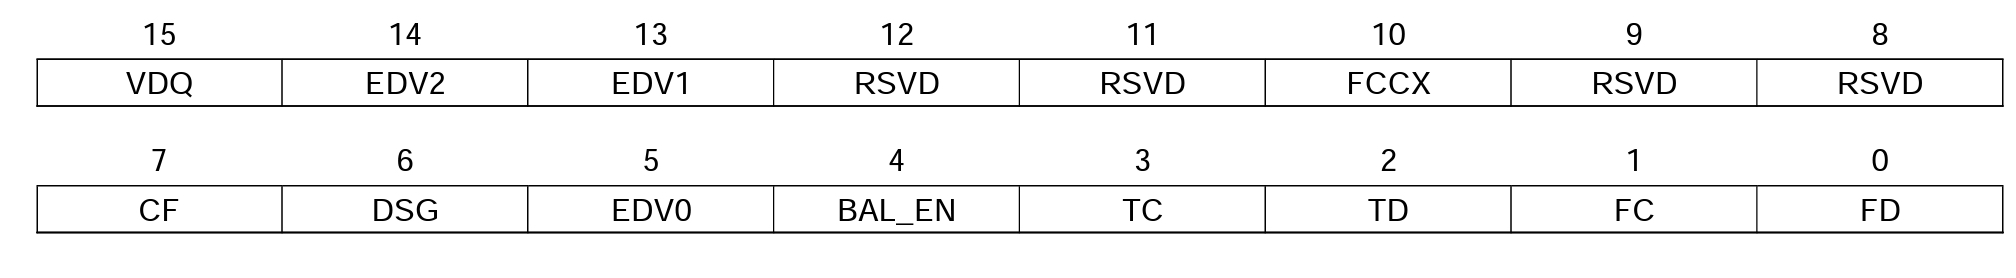 15 14 13 12 11 10 9 8
VDQ EDV2 EDV1 RSVD RSVD FCCX RSVD RSVD
7 6 5 4 3 2 1 0
CF DSG EDV0 BAL_EN TC TD FC FD